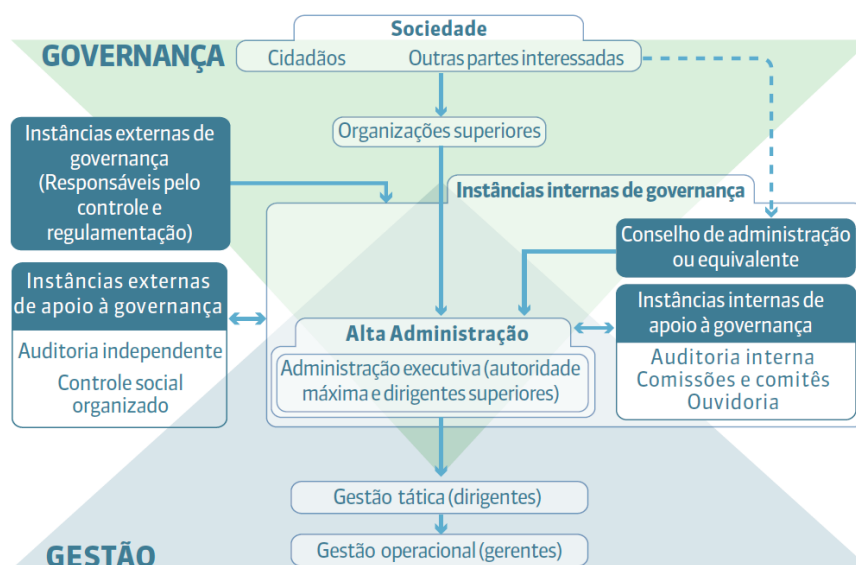 Sociedade
GOVERNANÇA
Cidadãos
Outras partes interessadas
Organizações superiores
Instâncias externas de
governança
(Responsáveis pelo
controle e
regulamentação)
Instâncias internas de governança
Conselho de administração
ou equivalente
Instâncias externas
de apoio à governança
Auditoria independente
Controle social
organizado
Alta Administração
Administração executiva (autoridade
máxima e dirigentes superiores)
Instâncias internas de
apoio à governança
Auditoria interna
Comissões e comitês
Ouvidoria
Gestão tática (dirigentes)
Gestão operacional (gerentes)
GESTÃO